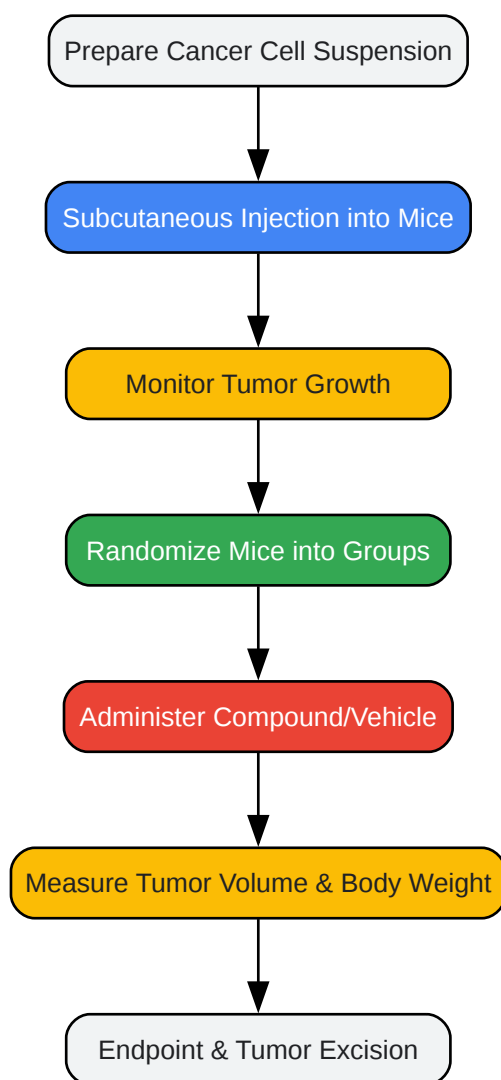 Prepare Cancer Cell Suspension
Subcutaneous Injection into Mice
Monitor Tumor Growth
Randomize Mice into Groups
Administer Compound/Vehicle
Measure Tumor Volume & Body Weight
Endpoint & Tumor Excision